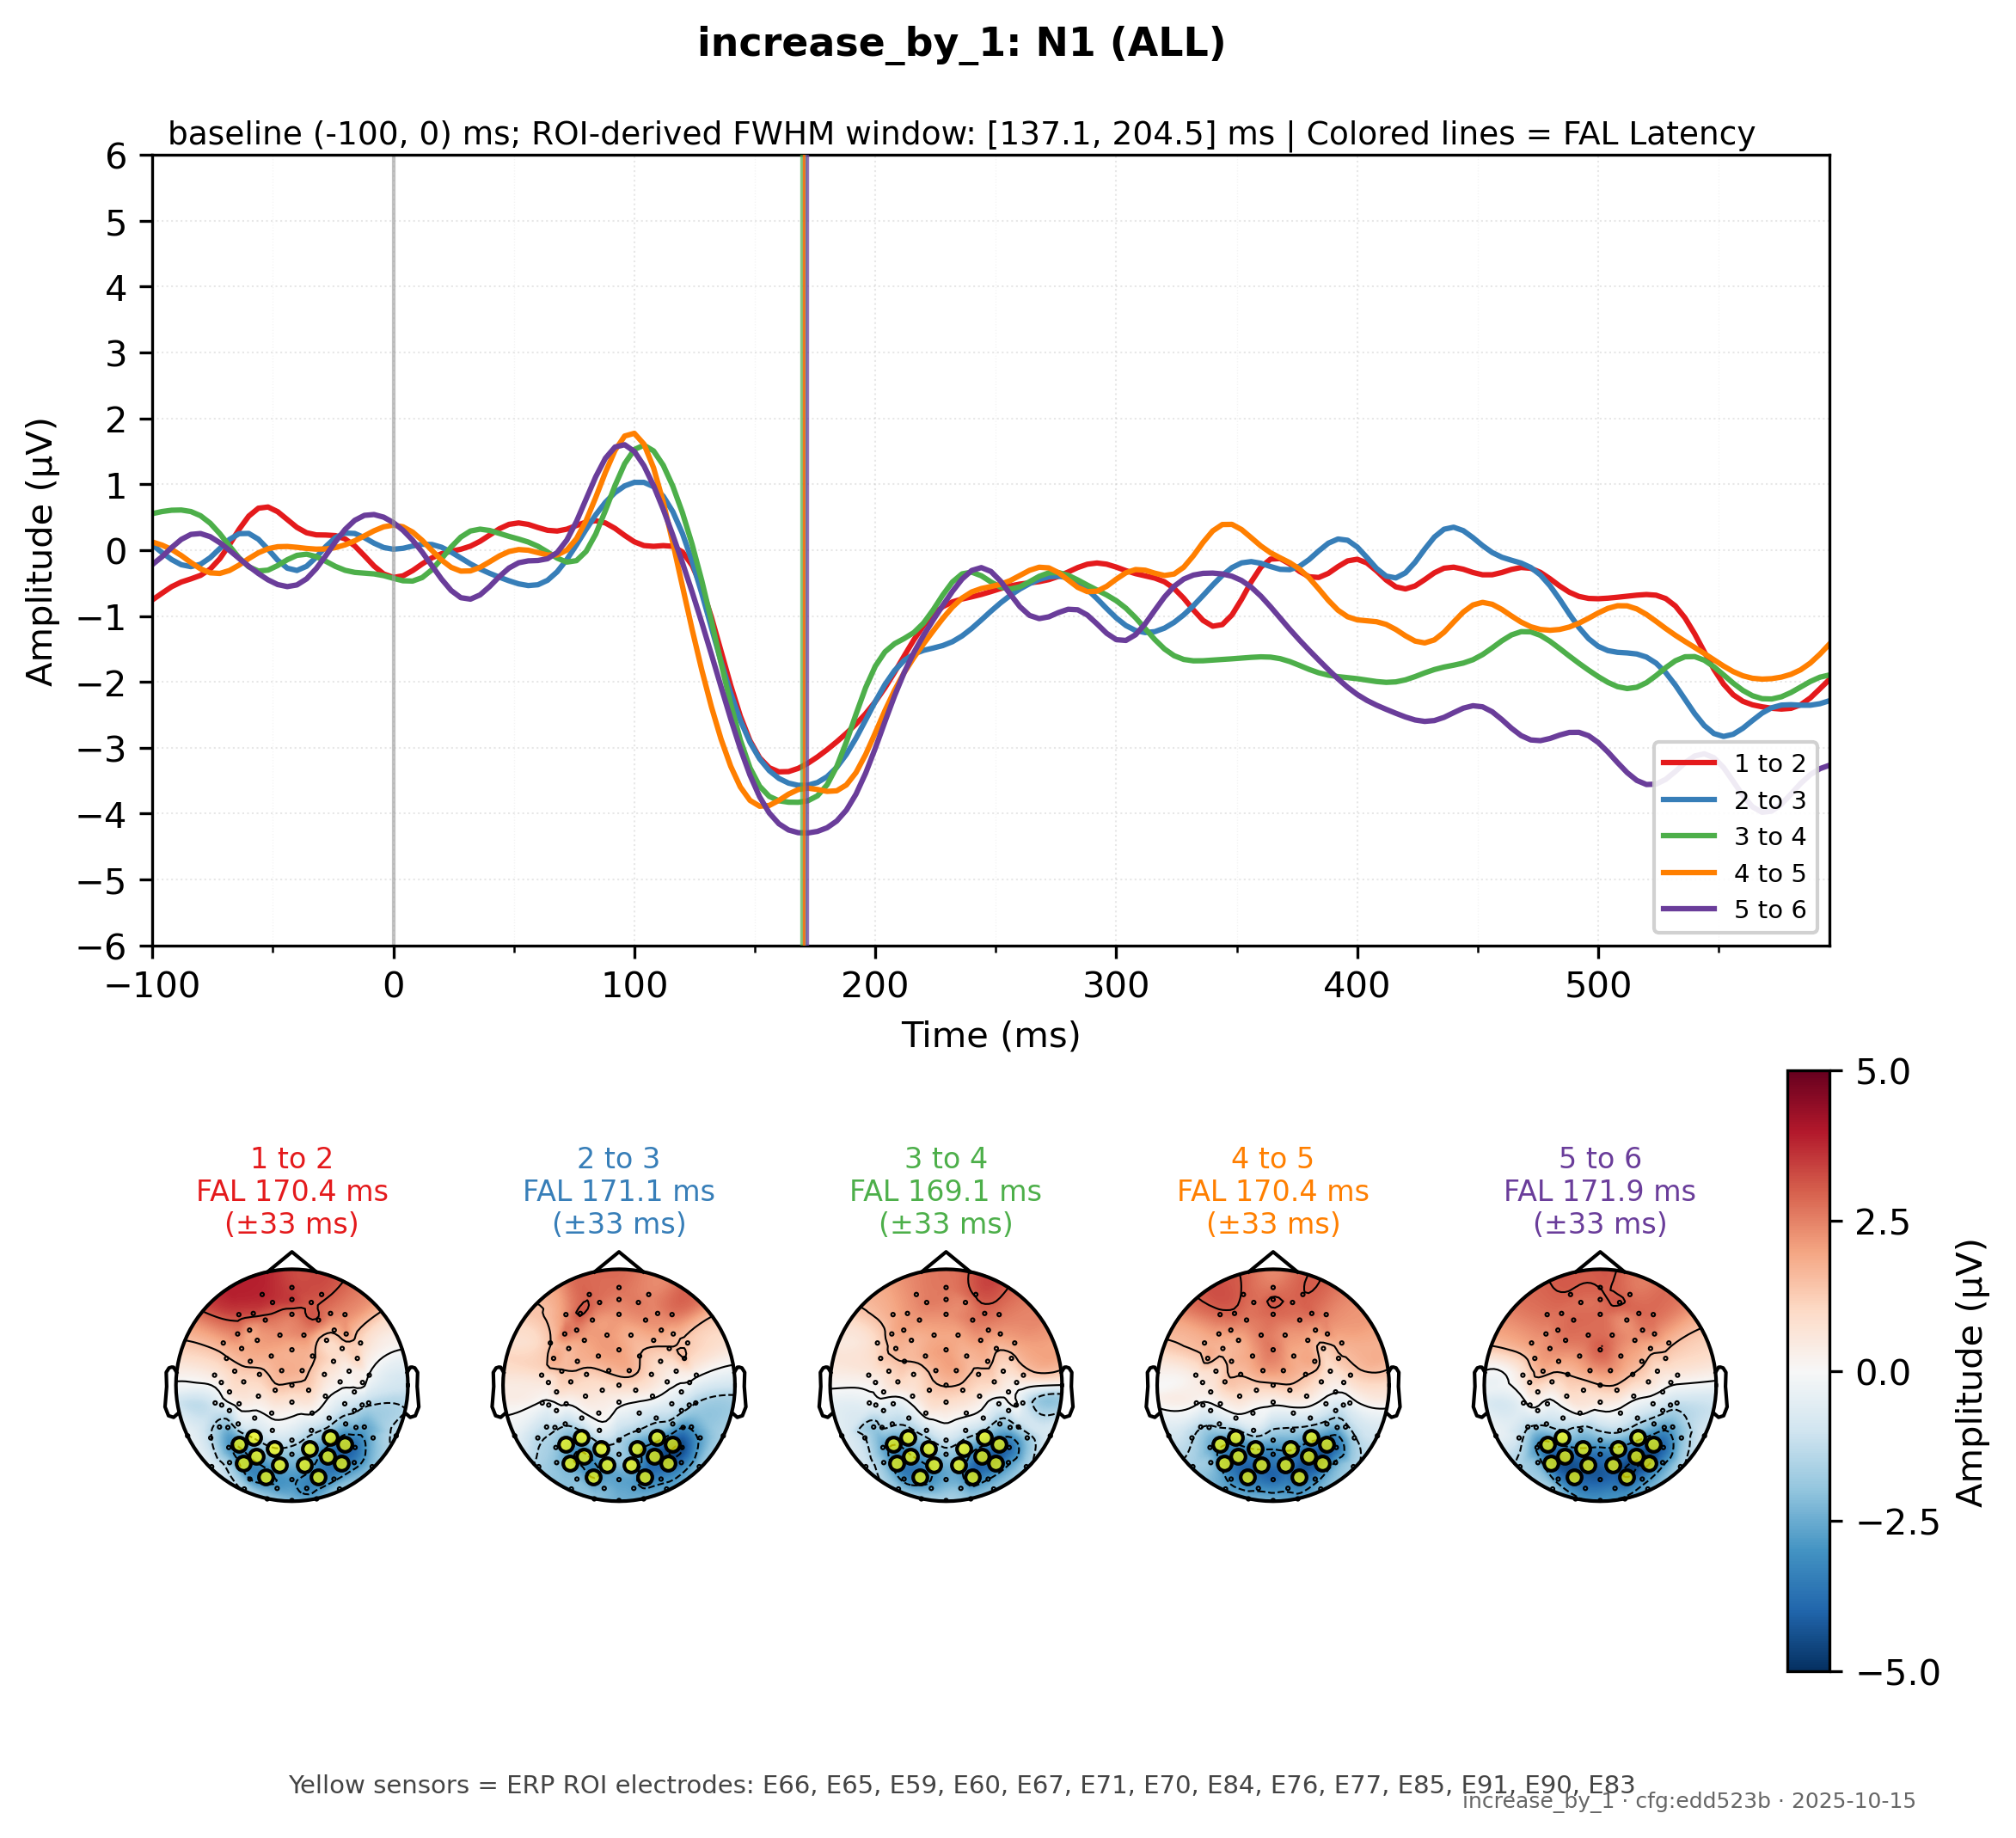 increase_by_1: N1 (ALL)
baseline (-100, 0) ms; ROI-derived FWHM window: [137.1, 204.5] ms | Colored lines = FAL Latency
Amplitude (µV)
6
5
4
3
2
1
0
−1
−2
−3
−4
−5
−6
−100
0
100
200
300
400
500
Time (ms)
1 to 2
2 to 3
3 to 4
4 to 5
5 to 6
1 to 2
FAL 170.4 ms
(±33 ms)
2 to 3
FAL 171.1 ms
(±33 ms)
3 to 4
FAL 169.1 ms
(±33 ms)
4 to 5
FAL 170.4 ms
(±33 ms)
5 to 6
FAL 171.9 ms
(±33 ms)
5.0
2.5
0.0
−2.5
−5.0
Amplitude (µV)
Yellow sensors = ERP ROI electrodes: E66, E65, E59, E60, E67, E71, E70, E84, E76, E77, E85, E91, E90, E83
increase_by_1 · cfg:edd523b · 2025-10-15